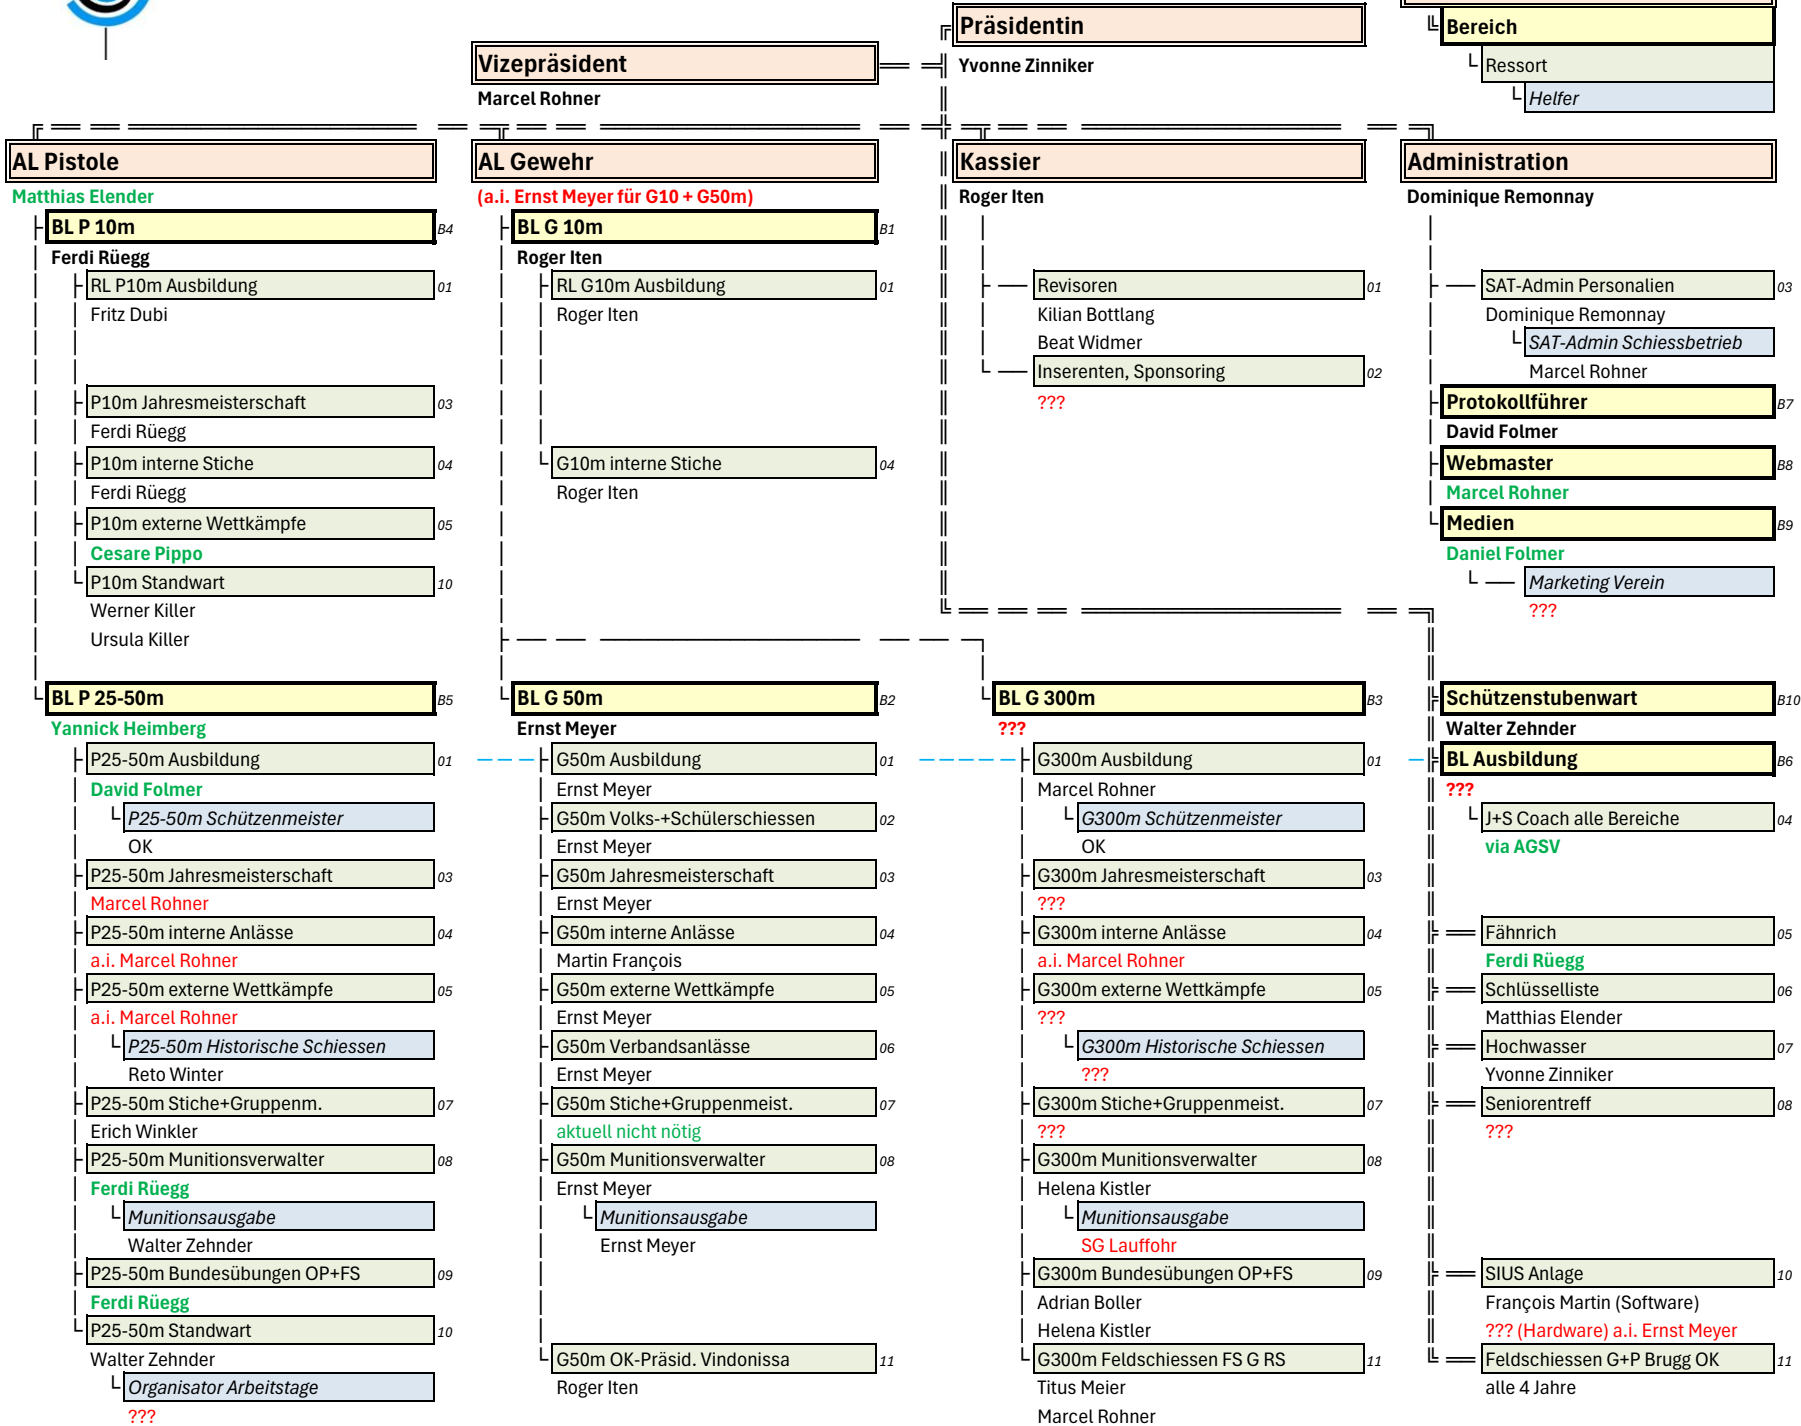 Präsidentin
Yvonne Zinniker
Vizepräsident
Marcel Rohner
Bereich
Ressort
Helfer
AL Pistole
Matthias Elender
BL P 10m B4
Ferdi Rüegg
RL P10m Ausbildung 01
Fritz Dubi
P10m Jahresmeisterschaft 03
Ferdi Rüegg
P10m interne Stiche 04
Ferdi Rüegg
P10m externe Wettkämpfe 05
Cesare Pippo
P10m Standwart 10
Werner Killer
Ursula Killer
BL P 25-50m B5
Yannick Heimberg
P25-50m Ausbildung 01
David Folmer
P25-50m Schützenmeister
OK
P25-50m Jahresmeisterschaft 03
Marcel Rohner
P25-50m interne Anlässe 04
a.i. Marcel Rohner
P25-50m externe Wettkämpfe 05
a.i. Marcel Rohner
P25-50m Historische Schiessen
Reto Winter
P25-50m Stiche+Gruppenm. 07
Erich Winkler
P25-50m Munitionsverwalter 08
Ferdi Rüegg
Munitionsausgabe
Walter Zehnder
P25-50m Bundesübungen OP+FS 09
Ferdi Rüegg
P25-50m Standwart 10
Walter Zehnder
Organisator Arbeitstage
???
AL Gewehr
(a.i. Ernst Meyer für G10 + G50m)
BL G 10m B1
Roger Iten
RL G10m Ausbildung 01
Roger Iten
G10m interne Stiche 04
Roger Iten
BL G 50m B2
Ernst Meyer
G50m Ausbildung 01
Ernst Meyer
G50m Volks-+Schülerschiessen 02
Ernst Meyer
G50m Jahresmeisterschaft 03
Ernst Meyer
G50m interne Anlässe 04
Martin François
G50m externe Wettkämpfe 05
Ernst Meyer
G50m Verbandsanlässe 06
Ernst Meyer
G50m Stiche+Gruppenmeist. 07
aktuell nicht nötig
G50m Munitionsverwalter 08
Ernst Meyer
Munitionsausgabe
Ernst Meyer
G50m OK-Präsid. Vindonissa 11
Roger Iten
Kassier
Roger Iten
Revisoren 01
Kilian Bottlang
Beat Widmer
Inserenten, Sponsoring 02
???
BL G 300m B3
???
G300m Ausbildung 01
Marcel Rohner
G300m Schützenmeister
OK
G300m Jahresmeisterschaft 03
???
G300m interne Anlässe 04
a.i. Marcel Rohner
G300m externe Wettkämpfe 05
???
G300m Historische Schiessen
???
G300m Stiche+Gruppenmeist. 07
???
G300m Munitionsverwalter 08
Helena Kistler
Munitionsausgabe
SG Lauffohr
G300m Bundesübungen OP+FS 09
Adrian Boller
Helena Kistler
G300m Feldschiessen FS G RS 11
Titus Meier
Marcel Rohner
Administration
Dominique Remonnay
SAT-Admin Personalien 03
Dominique Remonnay
SAT-Admin Schiessbetrieb
Marcel Rohner
Protokollführer B7
David Folmer
Webmaster B8
Marcel Rohner
Medien B9
Daniel Folmer
Marketing Verein
???
Schützenstubenwart B10
Walter Zehnder
BL Ausbildung B6
???
J+S Coach alle Bereiche 04
via AGSV
Fähnrich 05
Ferdi Rüegg
Schlüsselliste 06
Matthias Elender
Hochwasser 07
Yvonne Zinniker
Seniorentreff 08
???
SIUS Anlage 10
François Martin (Software)
??? (Hardware) a.i. Ernst Meyer
Feldschiessen G+P Brugg OK 11
alle 4 Jahre